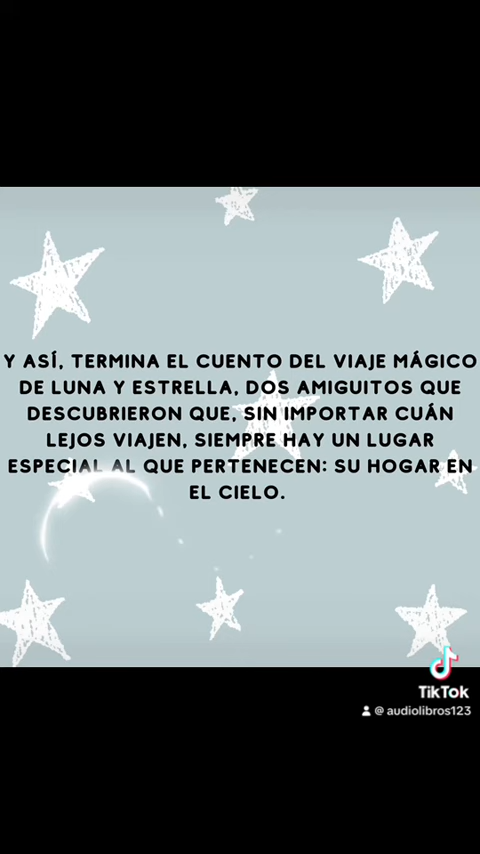 Y ASÍ, TERMINA EL CUENTO DEL VIAJE MÁGICO
DE LUNA Y ESTRELLA, DOS AMIGUITOS QUE
DESCUBRIERON QUE, SIN IMPORTAR CUÁN
LEJOS VIAJEN, SIEMPRE HAY UN LUGAR
ESPECIAL AL QUE PERTENECEN: SU HOGAR EN
EL CIELO.
TikTok
@ audiolibros123